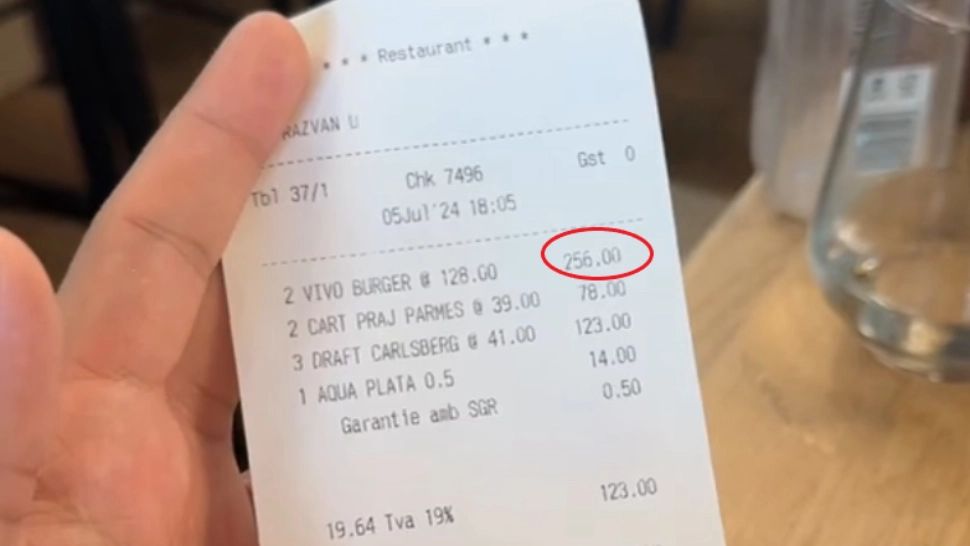 * * * Restaurant * * *
RAZVAN U
Tbl 37/1 Chk 7496 Gst 0
05Jul'24 18:05
2 VIVO BURGER @ 128.00 256.00
2 CART PRAJ PARMES @ 39.00 78.00
3 DRAFT CARLSBERG @ 41.00 123.00
1 AQUA PLATA 0.5 14.00
Garantie amb SGR 0.50
19.64 Tva 19% 123.00